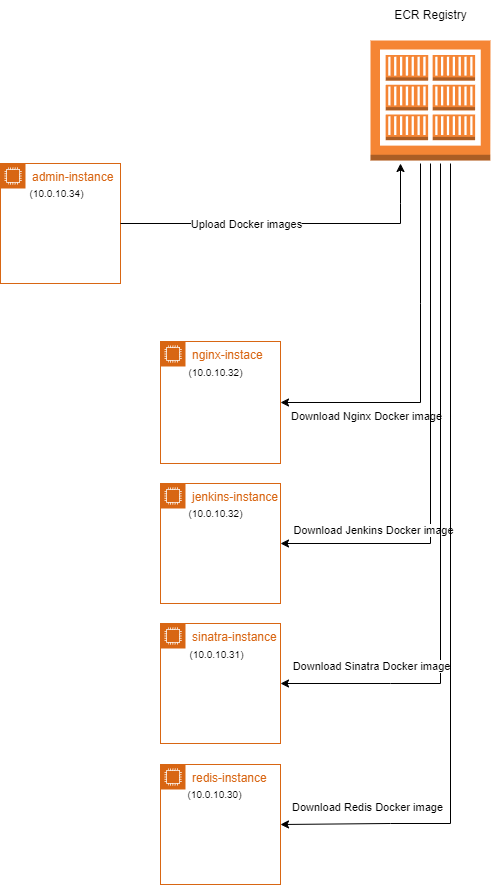 ECR Registry
admin-instance
(10.0.10.34)
Upload Docker images
nginx-instace
(10.0.10.32)
Download Nginx Docker image
jenkins-instance
(10.0.10.32)
Download Jenkins Docker image
sinatra-instance
(10.0.10.31)
Download Sinatra Docker image
redis-instance
(10.0.10.30)
Download Redis Docker image